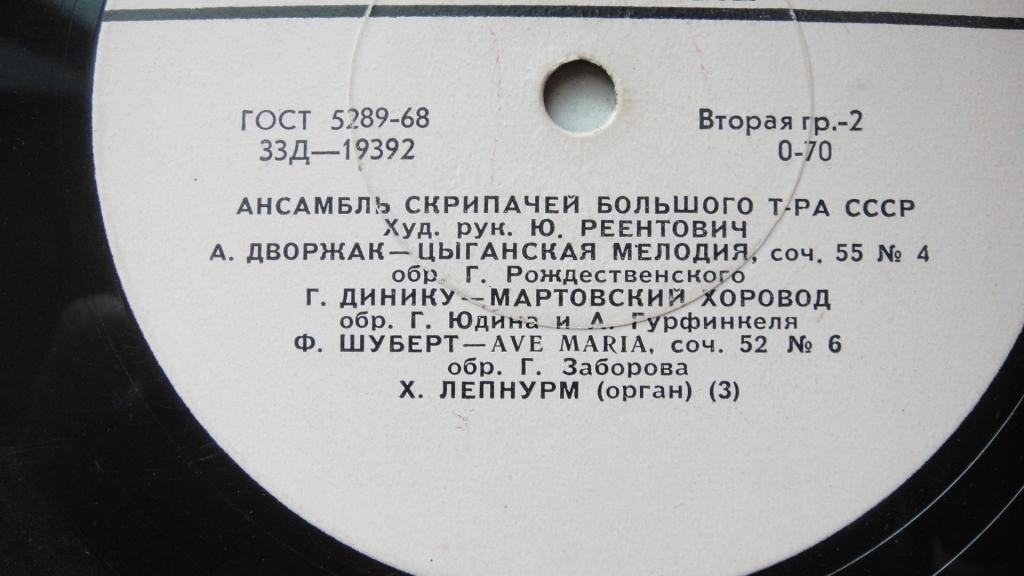 ГОСТ 5289-68 Вторая гр.-2
33Д—19392 0-70
АНСАМБЛЬ СКРИПАЧЕЙ БОЛЬШОГО Т-РА СССР
Худ. рук. Ю. РЕЕНТОВИЧ
А. ДВОРЖАК—ЦЫГАНСКАЯ МЕЛОДИЯ, соч. 55 № 4
обр. Г. Рождественского
Г. ДИНИКУ—МАРТОВСКИЙ ХОРОВОД
обр. Г. Юдина и А. Гурфинкеля
Ф. ШУБЕРТ—AVE MARIA, соч. 52 № 6
обр. Г. Заборова
Х. ЛЕПНУРМ (орган) (3)